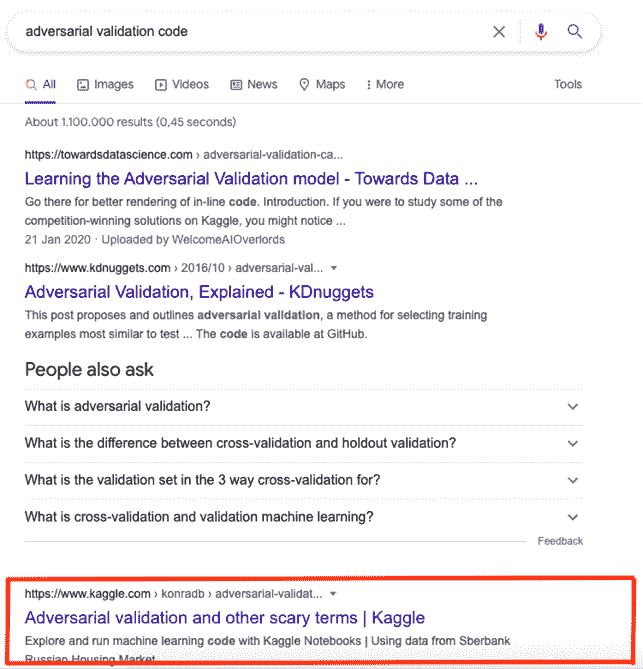 adversarial validation code
All Images Videos News Maps More Tools
About 1.100.000 results (0,45 seconds)
https://towardsdatascience.com › adversarial-validation-ca...
Learning the Adversarial Validation model - Towards Data ...
Go there for better rendering of in-line code. Introduction. If you were to study some of the
competition-winning solutions on Kaggle, you might notice ...
21 Jan 2020 · Uploaded by WelcomeAIOverlords
https://www.kdnuggets.com › 2016/10 › adversarial-val...
Adversarial Validation, Explained - KDnuggets
This post proposes and outlines adversarial validation, a method for selecting training
examples most similar to test ... The code is available at GitHub.
People also ask
What is adversarial validation?
What is the difference between cross-validation and holdout validation?
What is the validation set in the 3 way cross-validation for?
What is cross-validation and validation machine learning?
Feedback
https://www.kaggle.com › konradb › adversarial-validat...
Adversarial validation and other scary terms | Kaggle
Explore and run machine learning code with Kaggle Notebooks | Using data from Sberbank
Russian Housing Market